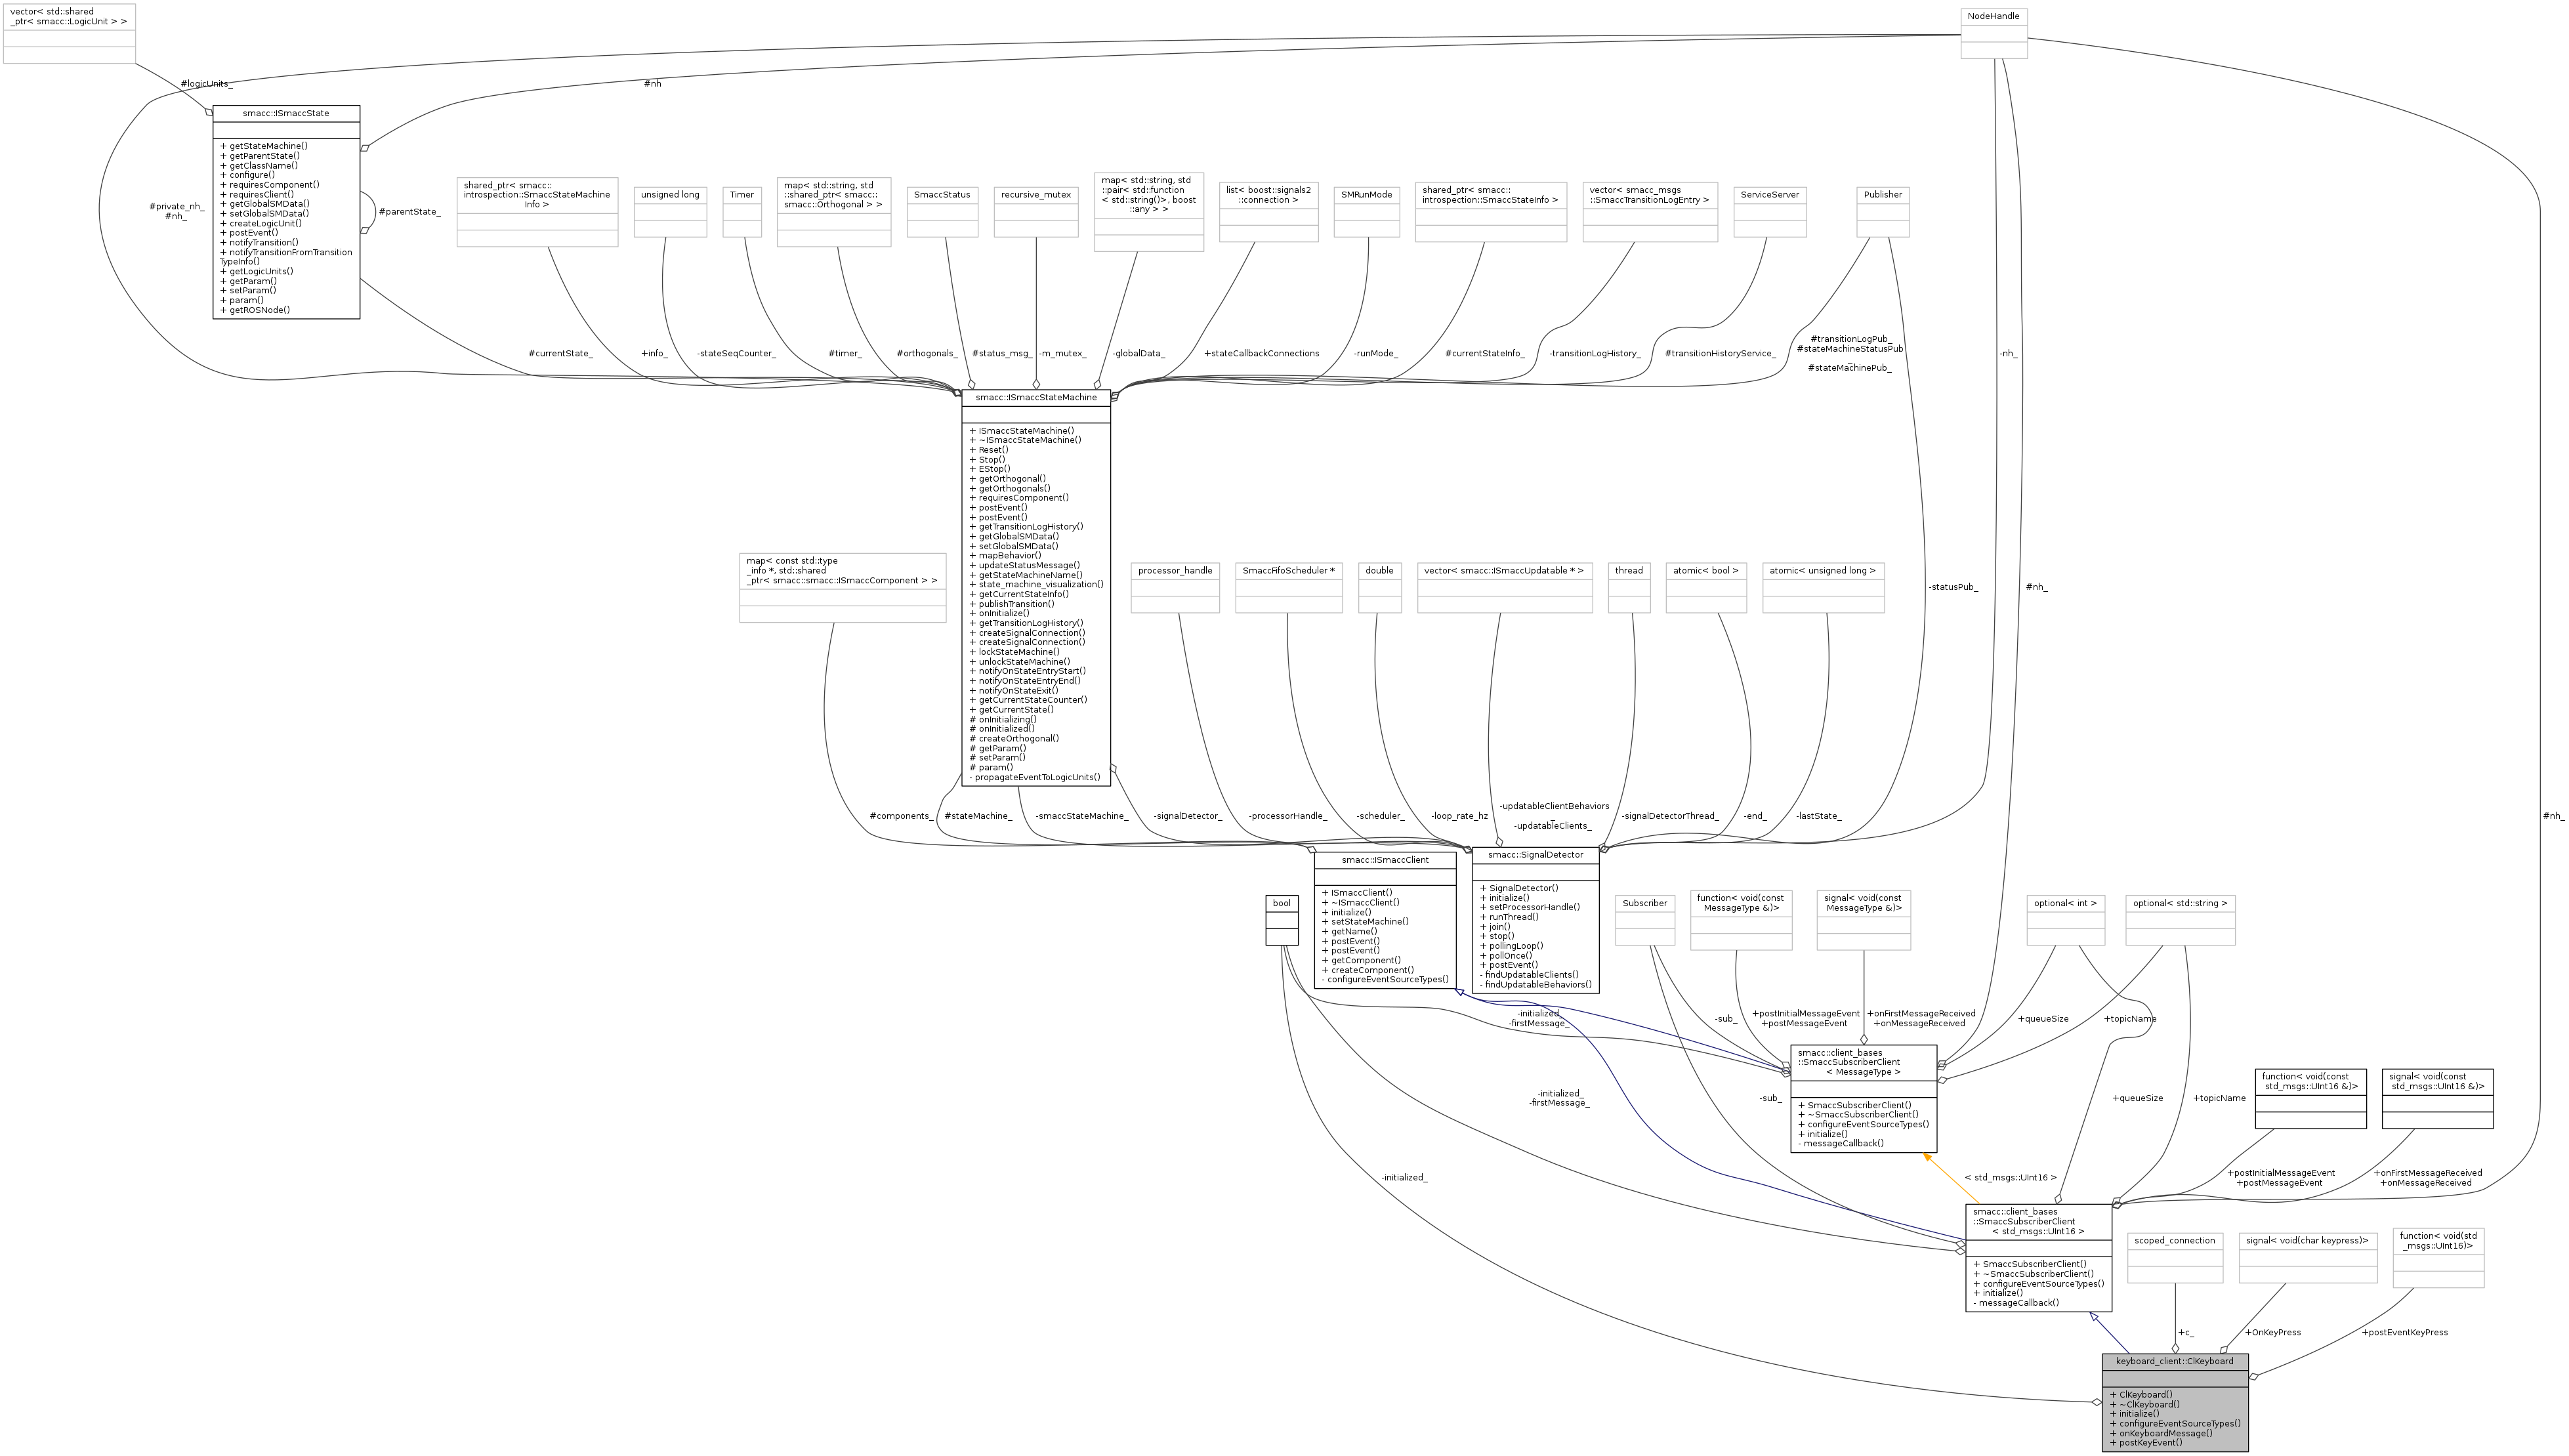 vector< std::shared
_ptr< smacc::LogicUnit > >
NodeHandle
#logicUnits_
#nh
smacc::ISmaccState
+ getStateMachine()
+ getParentState()
+ getClassName()
+ configure()
+ requiresComponent()
+ requiresClient()
+ getGlobalSMData()
+ setGlobalSMData()
+ createLogicUnit()
+ postEvent()
+ notifyTransition()
+ notifyTransitionFromTransition
TypeInfo()
+ getLogicUnits()
+ getParam()
+ setParam()
+ param()
+ getROSNode()
#private_nh_
#nh_
#parentState_
shared_ptr< smacc::
introspection::SmaccStateMachine
Info >
unsigned long
Timer
map< std::string, std
::shared_ptr< smacc::
smacc::Orthogonal > >
SmaccStatus
recursive_mutex
map< std::string, std
::pair< std::function
< std::string()>, boost
::any > >
list< boost::signals2
::connection >
SMRunMode
shared_ptr< smacc::
introspection::SmaccStateInfo >
vector< smacc_msgs
::SmaccTransitionLogEntry >
ServiceServer
Publisher
#currentState_
+info_
-stateSeqCounter_
#timer_
#orthogonals_
#status_msg_
-m_mutex_
-globalData_
+stateCallbackConnections
-runMode_
#currentStateInfo_
-transitionLogHistory_
#transitionHistoryService_
#transitionLogPub_
#stateMachineStatusPub
_
#stateMachinePub_
-nh_
smacc::ISmaccStateMachine
+ ISmaccStateMachine()
+ ~ISmaccStateMachine()
+ Reset()
+ Stop()
+ EStop()
+ getOrthogonal()
+ getOrthogonals()
+ requiresComponent()
+ postEvent()
+ postEvent()
+ getTransitionLogHistory()
+ getGlobalSMData()
+ setGlobalSMData()
+ mapBehavior()
+ updateStatusMessage()
+ getStateMachineName()
+ state_machine_visualization()
+ getCurrentStateInfo()
+ publishTransition()
+ onInitialize()
+ getTransitionLogHistory()
+ createSignalConnection()
+ createSignalConnection()
+ lockStateMachine()
+ unlockStateMachine()
+ notifyOnStateEntryStart()
+ notifyOnStateEntryEnd()
+ notifyOnStateExit()
+ getCurrentStateCounter()
+ getCurrentState()
# onInitializing()
# onInitialized()
# createOrthogonal()
# getParam()
# setParam()
# param()
- propagateEventToLogicUnits()
map< const std::type
_info *, std::shared
_ptr< smacc::smacc::ISmaccComponent > >
processor_handle
SmaccFifoScheduler *
double
vector< smacc::ISmaccUpdatable * >
thread
atomic< bool >
atomic< unsigned long >
-statusPub_
#nh_
#components_
#stateMachine_
-smaccStateMachine_
-signalDetector_
-processorHandle_
-scheduler_
-loop_rate_hz
-updatableClientBehaviors
_
-updatableClients_
-signalDetectorThread_
-end_
-lastState_
#nh_
smacc::ISmaccClient
+ ISmaccClient()
+ ~ISmaccClient()
+ initialize()
+ setStateMachine()
+ getName()
+ postEvent()
+ postEvent()
+ getComponent()
+ createComponent()
- configureEventSourceTypes()
smacc::SignalDetector
+ SignalDetector()
+ initialize()
+ setProcessorHandle()
+ runThread()
+ join()
+ stop()
+ pollingLoop()
+ pollOnce()
+ postEvent()
- findUpdatableClients()
- findUpdatableBehaviors()
bool
Subscriber
function< void(const
MessageType &)>
signal< void(const
MessageType &)>
optional< int >
optional< std::string >
-initialized_
-firstMessage_
-sub_
+postInitialMessageEvent
+postMessageEvent
+onFirstMessageReceived
+onMessageReceived
+queueSize
+topicName
smacc::client_bases
::SmaccSubscriberClient
< MessageType >
+ SmaccSubscriberClient()
+ ~SmaccSubscriberClient()
+ configureEventSourceTypes()
+ initialize()
- messageCallback()
function< void(const
std_msgs::UInt16 &)>
signal< void(const
std_msgs::UInt16 &)>
-initialized_
-firstMessage_
-sub_
+queueSize
+topicName
-initialized_
< std_msgs::UInt16 >
+postInitialMessageEvent
+postMessageEvent
+onFirstMessageReceived
+onMessageReceived
smacc::client_bases
::SmaccSubscriberClient
< std_msgs::UInt16 >
+ SmaccSubscriberClient()
+ ~SmaccSubscriberClient()
+ configureEventSourceTypes()
+ initialize()
- messageCallback()
scoped_connection
signal< void(char keypress)>
function< void(std
_msgs::UInt16)>
+c_
+OnKeyPress
+postEventKeyPress
keyboard_client::ClKeyboard
+ ClKeyboard()
+ ~ClKeyboard()
+ initialize()
+ configureEventSourceTypes()
+ onKeyboardMessage()
+ postKeyEvent()